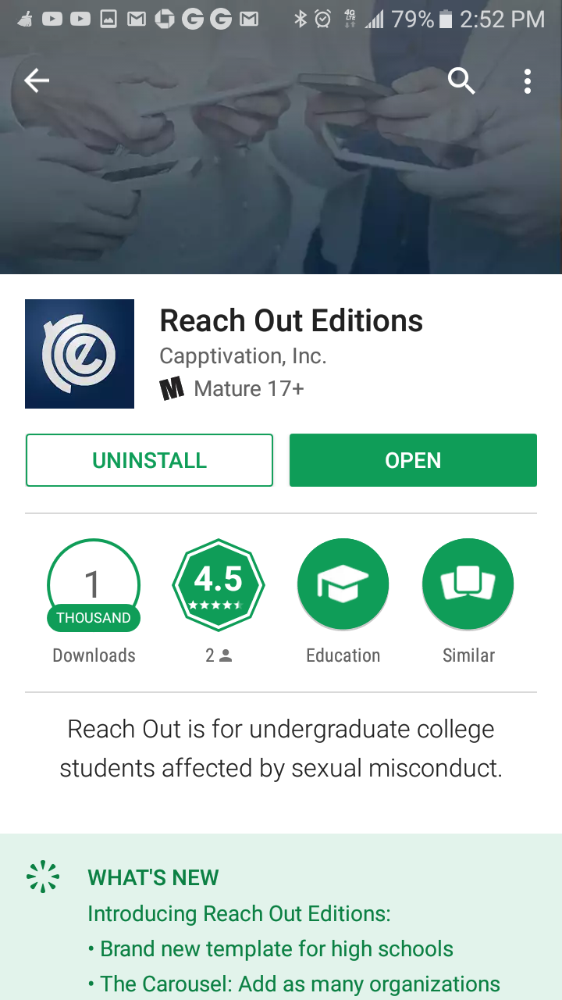 4G LTE 79% 2:52 PM
Reach Out Editions
Capptivation, Inc.
M Mature 17+
UNINSTALL OPEN
1 4.5
THOUSAND
Downloads 2 Education Similar
Reach Out is for undergraduate college
students affected by sexual misconduct.
WHAT'S NEW
Introducing Reach Out Editions:
• Brand new template for high schools
• The Carousel: Add as many organizations